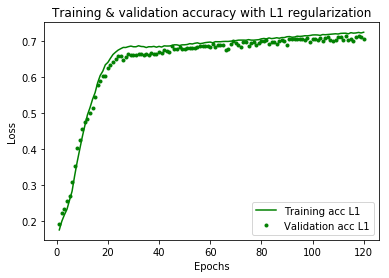 Training & validation accuracy with L1 regularization
Loss
0.7
0.6
0.5
0.4
0.3
0.2
Training acc L1
Validation acc L1
0 20 40 60 80 100 120
Epochs